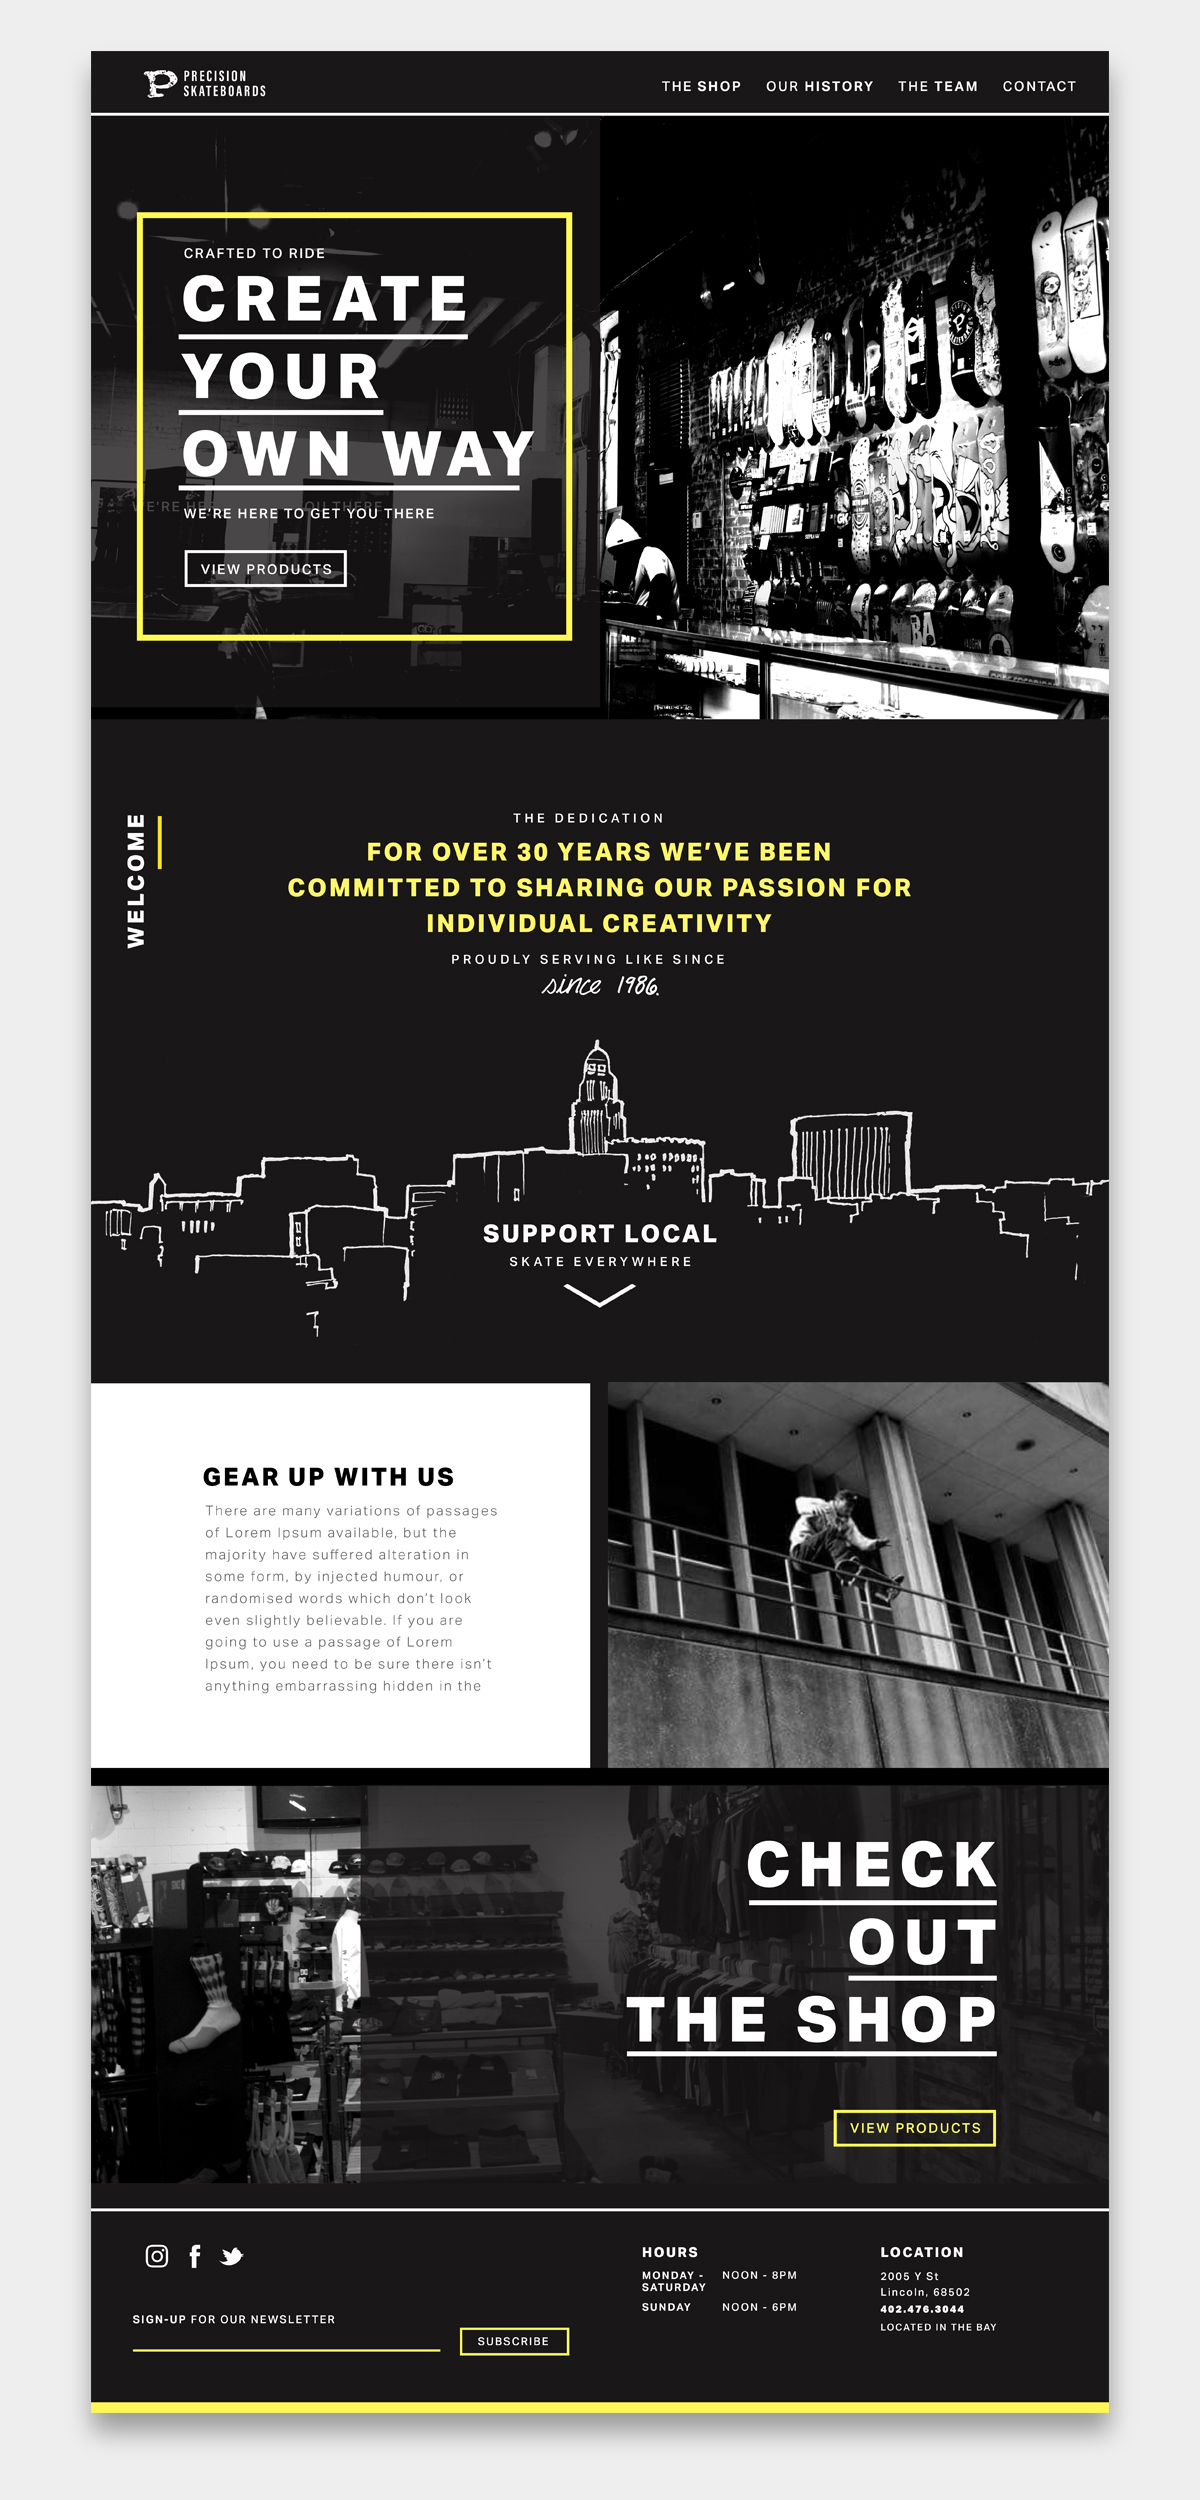 PRECISION
SKATEBOARDS
THE SHOP
OUR HISTORY
THE TEAM
CONTACT
CRAFTED TO RIDE
CREATE
YOUR
OWN WAY
WE'RE HERE TO GET YOU THERE
VIEW PRODUCTS
WELCOME
THE DEDICATION
FOR OVER 30 YEARS WE'VE BEEN
COMMITTED TO SHARING OUR PASSION FOR
INDIVIDUAL CREATIVITY
PROUDLY SERVING LIKE SINCE
since 1986.
SUPPORT LOCAL
SKATE EVERYWHERE
GEAR UP WITH US
There are many variations of passages
of Lorem Ipsum available, but the
majority have suffered alteration in
some form, by injected humour, or
randomised words which don't look
even slightly believable. If you are
going to use a passage of Lorem
Ipsum, you need to be sure there isn't
anything embarrassing hidden in the
CHECK
OUT
THE SHOP
VIEW PRODUCTS
SIGN-UP FOR OUR NEWSLETTER
SUBSCRIBE
HOURS
MONDAY - SATURDAY NOON - 8PM
SUNDAY NOON - 6PM
LOCATION
2005 Y St
Lincoln, 68502
402.476.3044
LOCATED IN THE BAY